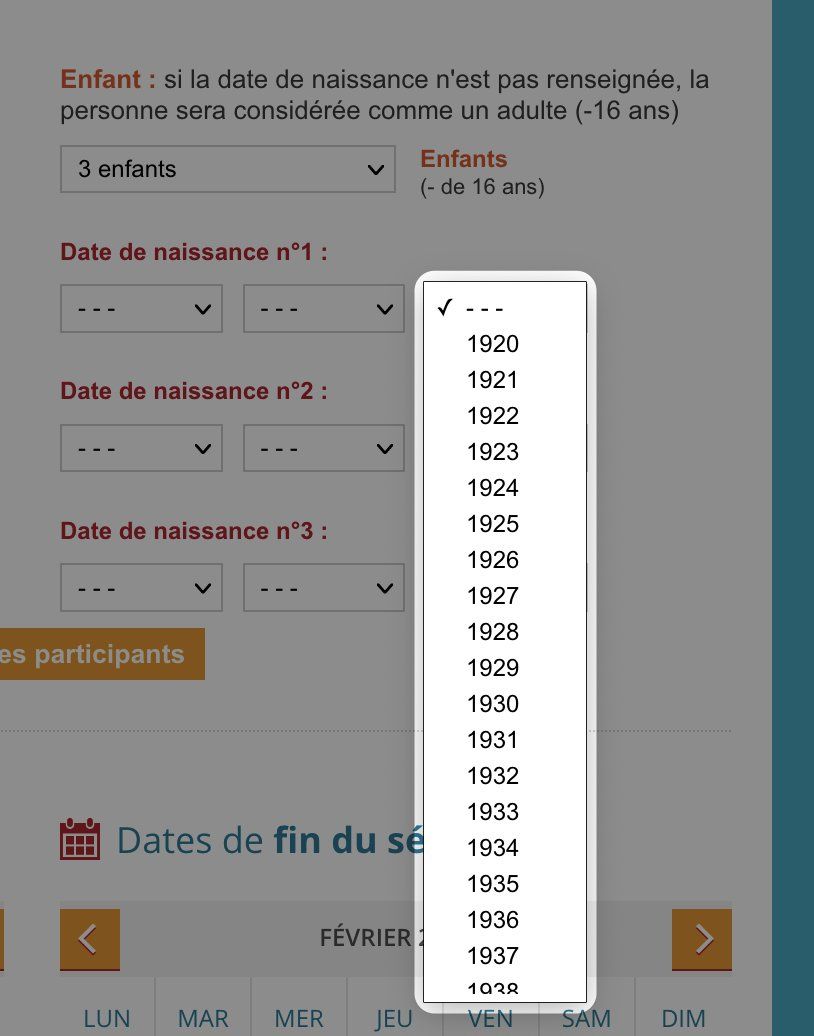 Enfant : si la date de naissance n'est pas renseignée, la
personne sera considérée comme un adulte (-16 ans)
3 enfants
Enfants
(- de 16 ans)
Date de naissance n°1 :
- - -
- - -
✓ - - -
1920
1921
1922
1923
1924
1925
1926
1927
1928
1929
1930
1931
1932
1933
1934
1935
1936
1937
1938
Date de naissance n°2 :
- - -
- - -
Date de naissance n°3 :
- - -
- - -
es participants
Dates de fin du sé
FÉVRIER 2
LUN MAR MER JEU VEN SAM DIM